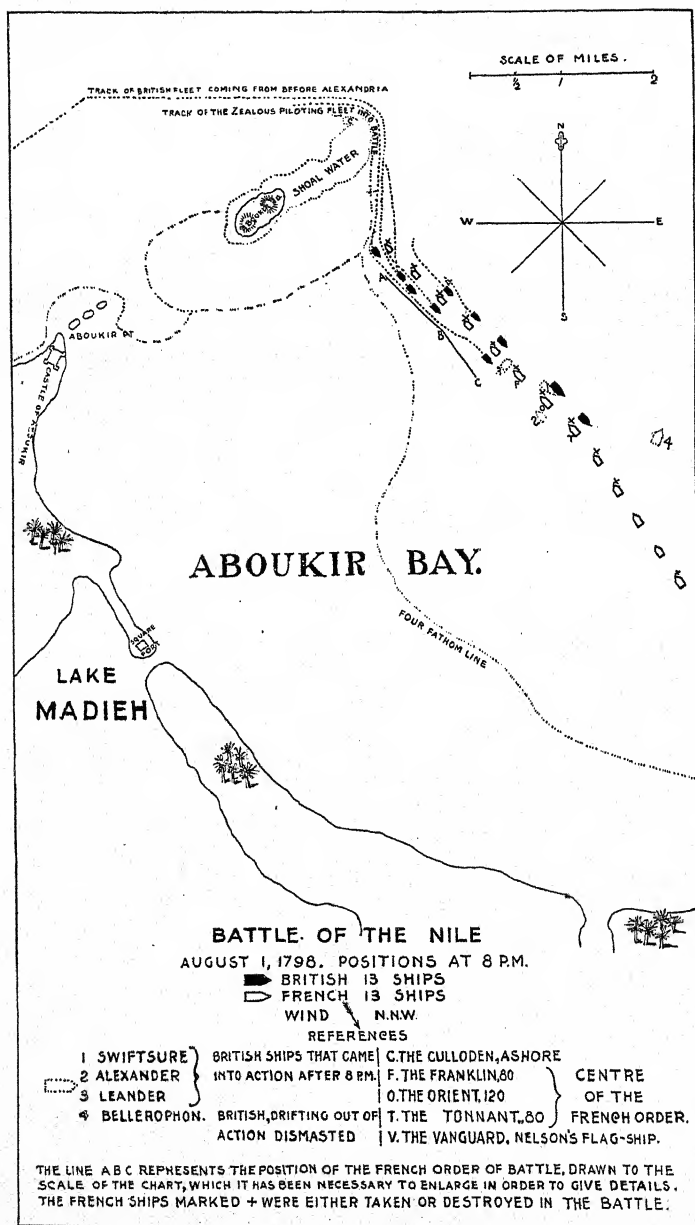 SCALE OF MILES.
½ 1 2
TRACK OF BRITISH FLEET COMING FROM BEFORE ALEXANDRIA
TRACK OF THE ZEALOUS PILOTING FLEET INTO BATTLE
N
W E
S
SHOAL WATER
A
B
C
4
ABOUKIR PT
CASTLE OF ABOUKIR
ABOUKIR BAY.
SQUARE
FORT
FOUR FATHOM LINE
LAKE
MADIEH
BATTLE. OF THE NILE
AUGUST 1, 1798. POSITIONS AT 8 P.M.
BRITISH 13 SHIPS
FRENCH 13 SHIPS
WIND N.N.W.
REFERENCES
1 SWIFTSURE } BRITISH SHIPS THAT CAME | C. THE CULLODEN, ASHORE
2 ALEXANDER } INTO ACTION AFTER 8 P.M. | F. THE FRANKLIN, 80 } CENTRE
3 LEANDER } O. THE ORIENT, 120 } OF THE
4 BELLEROPHON. BRITISH, DRIFTING OUT OF | T. THE TONNANT,, 80 } FRENCH ORDER.
ACTION DISMASTED | V. THE VANGUARD, NELSON'S FLAG-SHIP.
THE LINE A B C REPRESENTS THE POSITION OF THE FRENCH ORDER OF BATTLE, DRAWN TO THE
SCALE OF THE CHART, WHICH IT HAS BEEN NECESSARY TO ENLARGE IN ORDER TO GIVE DETAILS.
THE FRENCH SHIPS MARKED + WERE EITHER TAKEN OR DESTROYED IN THE BATTLE.